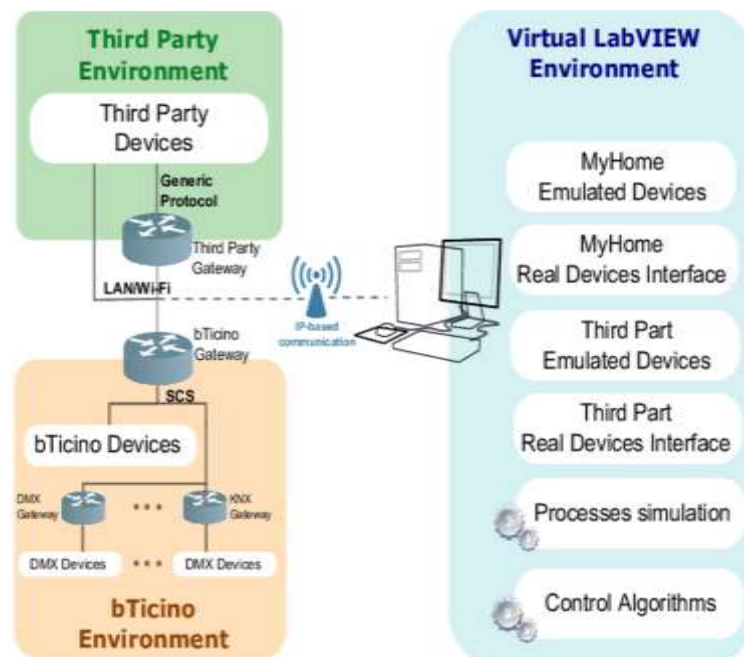 Third Party
Environment
Third Party
Devices
Generic
Protocol
Third Party
Gateway
LAN/Wi-Fi
IP-based
communication
bTicino
Gateway
SCS
bTicino Devices
DMX
Gateway
KNX
Gateway
DMX Devices
DMX Devices
bTicino
Environment
Virtual LabVIEW
Environment
MyHome
Emulated Devices
MyHome
Real Devices Interface
Third Part
Emulated Devices
Third Part
Real Devices Interface
Processes simulation
Control Algorithms